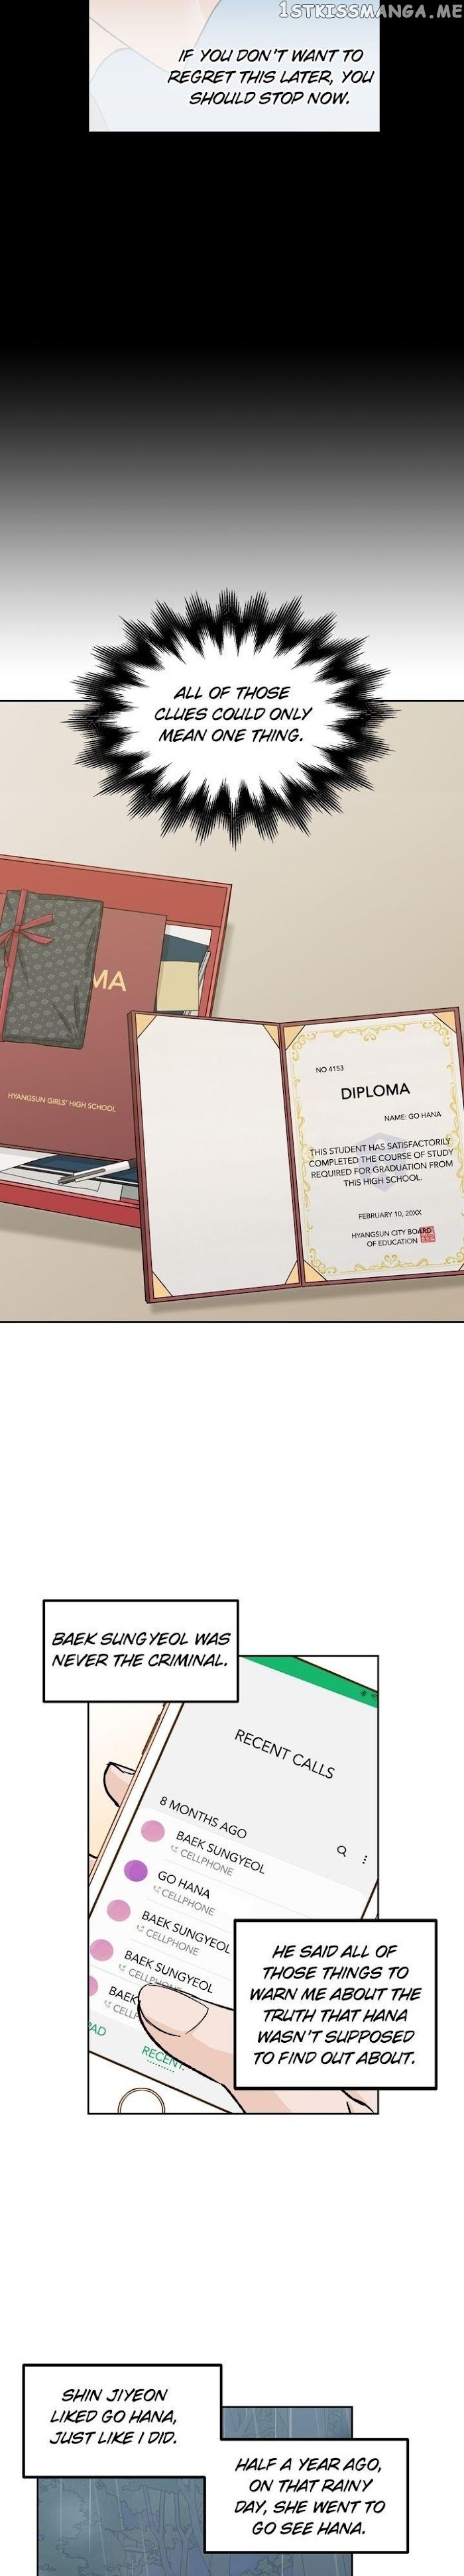 1STKISSMANGA.ME
IF YOU DON'T WANT TO
REGRET THIS LATER, YOU
SHOULD STOP NOW.
ALL OF THOSE
CLUES COULD ONLY
MEAN ONE THING.
MA
HYANGSUN GIRLS' HIGH SCHOOL
NO 4153
DIPLOMA
NAME: GO HANA
THIS STUDENT HAS SATISFACTORILY
COMPLETED THE COURSE OF STUDY
REQUIRED FOR GRADUATION FROM
THIS HIGH SCHOOL.
FEBRUARY 10, 20XX
HYANGSUN CITY BOARD
OF EDUCATION
BAEK SUNGYEOL WAS
NEVER THE CRIMINAL.
RECENT CALLS
8 MONTHS AGO
BAEK SUNGYEOL
CELLPHONE
GO HANA
CELLPHONE
BAEK SUNGYEOL
CELLPHONE
BAEK SUNGYEOL
CELLPHONE
BAEK
CELLP
PAD
RECENT
HE SAID ALL OF
THOSE THINGS TO
WARN ME ABOUT THE
TRUTH THAT HANA
WASN'T SUPPOSED
TO FIND OUT ABOUT.
SHIN JIYEON
LIKED GO HANA,
JUST LIKE I DID.
HALF A YEAR AGO,
ON THAT RAINY
DAY, SHE WENT TO
GO SEE HANA.